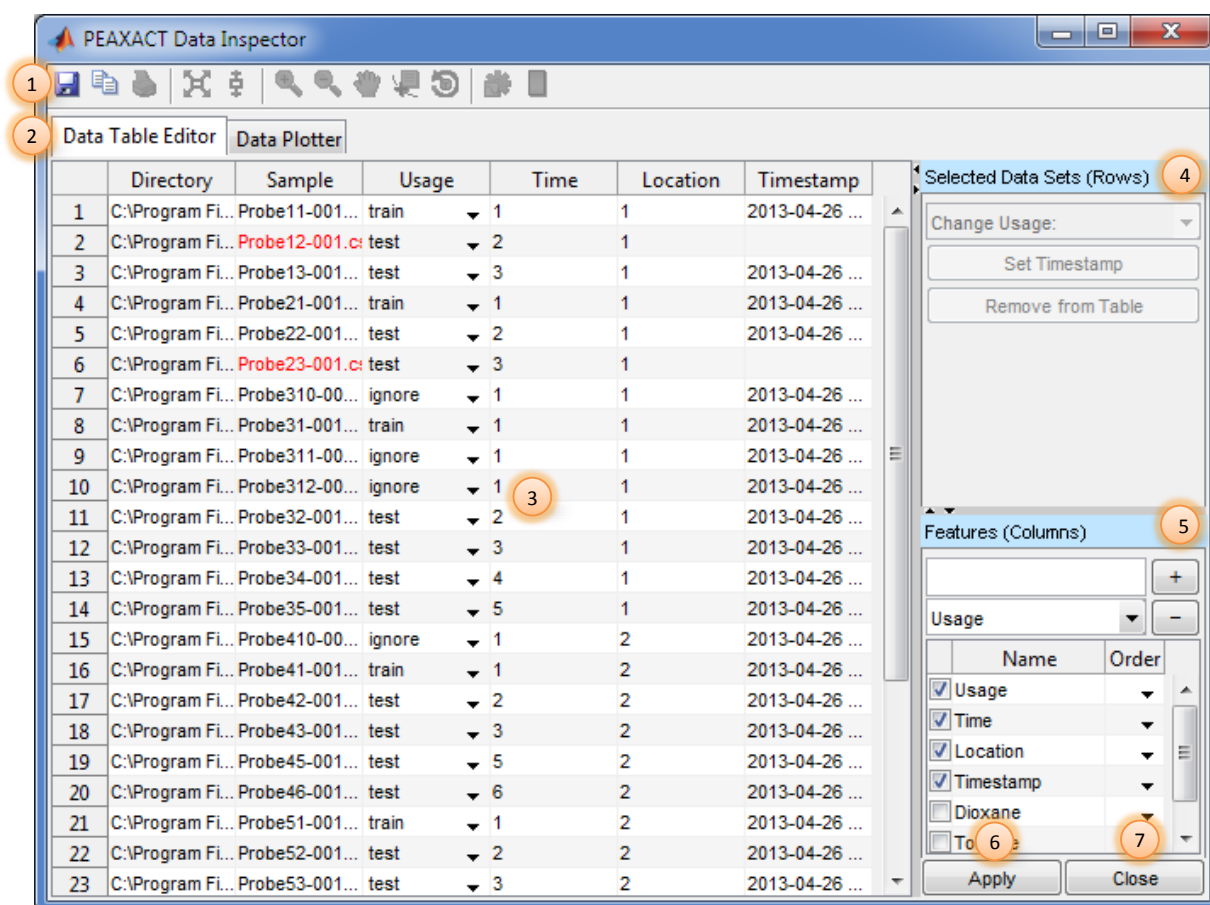 PEAXACT Data Inspector
1
2
Data Table Editor Data Plotter
Directory Sample Usage Time Location Timestamp
1 C:\Program Fi... Probe11-001... train 1 1 2013-04-26 ...
2 C:\Program Fi... Probe12-001.cs test 2 1
3 C:\Program Fi... Probe13-001... test 3 1 2013-04-26 ...
4 C:\Program Fi... Probe21-001... train 1 1 2013-04-26 ...
5 C:\Program Fi... Probe22-001... test 2 1 2013-04-26 ...
6 C:\Program Fi... Probe23-001.cs test 3 1
7 C:\Program Fi... Probe310-00... ignore 1 1 2013-04-26 ...
8 C:\Program Fi... Probe31-001... train 1 1 2013-04-26 ...
9 C:\Program Fi... Probe311-00... ignore 1 1 2013-04-26 ...
10 C:\Program Fi... Probe312-00... ignore 1 1 2013-04-26 ...
3
11 C:\Program Fi... Probe32-001... test 2 1 2013-04-26 ...
12 C:\Program Fi... Probe33-001... test 3 1 2013-04-26 ...
13 C:\Program Fi... Probe34-001... test 4 1 2013-04-26 ...
14 C:\Program Fi... Probe35-001... test 5 1 2013-04-26 ...
15 C:\Program Fi... Probe410-00... ignore 1 2 2013-04-26 ...
16 C:\Program Fi... Probe41-001... train 1 2 2013-04-26 ...
17 C:\Program Fi... Probe42-001... test 2 2 2013-04-26 ...
18 C:\Program Fi... Probe43-001... test 3 2 2013-04-26 ...
19 C:\Program Fi... Probe45-001... test 5 2 2013-04-26 ...
20 C:\Program Fi... Probe46-001... test 6 2 2013-04-26 ...
21 C:\Program Fi... Probe51-001... train 1 2 2013-04-26 ...
22 C:\Program Fi... Probe52-001... test 2 2 2013-04-26 ...
23 C:\Program Fi... Probe53-001... test 3 2 2013-04-26 ...
Selected Data Sets (Rows) 4
Change Usage:
Set Timestamp
Remove from Table
Features (Columns) 5
+
Usage −
Name Order
Usage
Time
Location
Timestamp
Dioxane
6 7
Apply Close